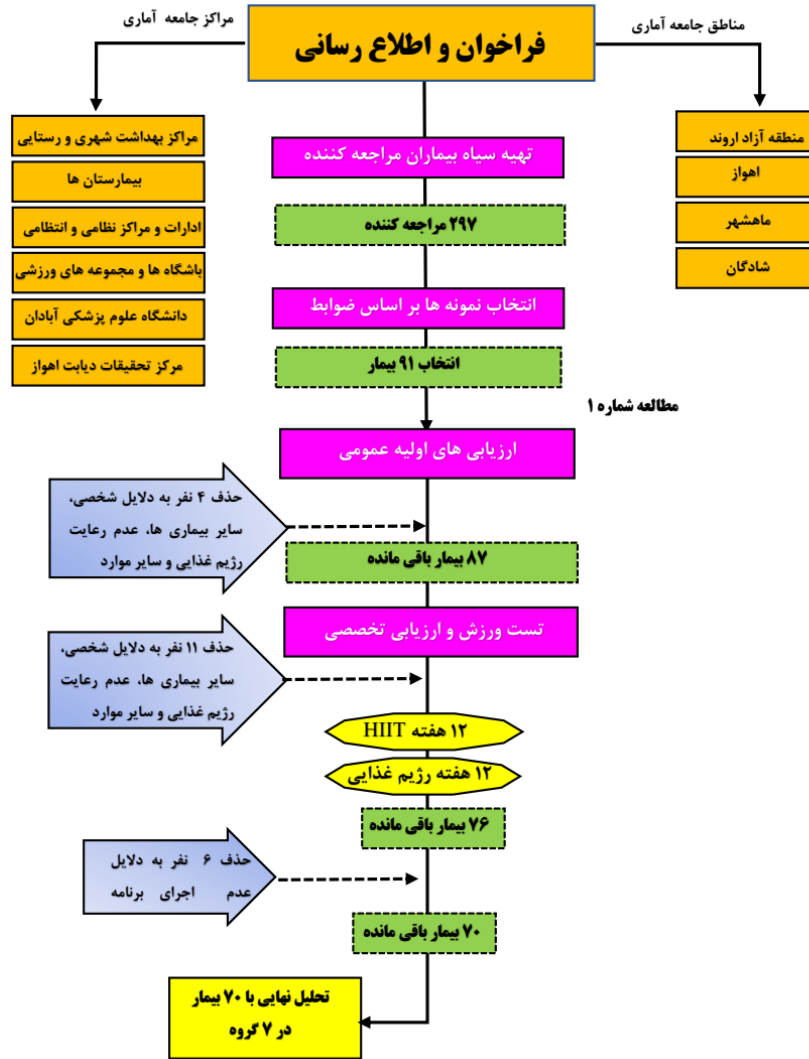 فراخوان و اطلاع رسانی
مناطق جامعه آماری
منطقه آزاد اروند
اهواز
ماهشهر
شادگان
مراکز جامعه آماری
مراکز بهداشت شهری و رستایی
بیمارستان ها
ادارات و مراکز نظامی و انتظامی
باشگاه ها و مجموعه های ورزشی
دانشگاه علوم پزشکی آبادان
مرکز تحقیقات دیابت اهواز
تهیه سیاه بیماران مراجعه کننده
۲۹۷ مراجعه کننده
انتخاب نمونه ها بر اساس ضوابط
انتخاب ۹۱ بیمار
مطالعه شماره ۱
ارزیابی های اولیه عمومی
حذف ۴ نفر به دلایل شخصی،
سایر بیماری ها، عدم رعایت
رژیم غذایی و سایر موارد
۸۷ بیمار باقی مانده
تست ورزش و ارزیابی تخصصی
حذف ۱۱ نفر به دلایل شخصی،
سایر بیماری ها، عدم رعایت
رژیم غذایی و سایر موارد
۱۲ هفته HIIT
۱۲ هفته رژیم غذایی
۷۶ بیمار باقی مانده
حذف ۶ نفر به دلایل
عدم اجرای برنامه
۷۰ بیمار باقی مانده
تحلیل نهایی با ۷۰ بیمار
در ۷ گروه